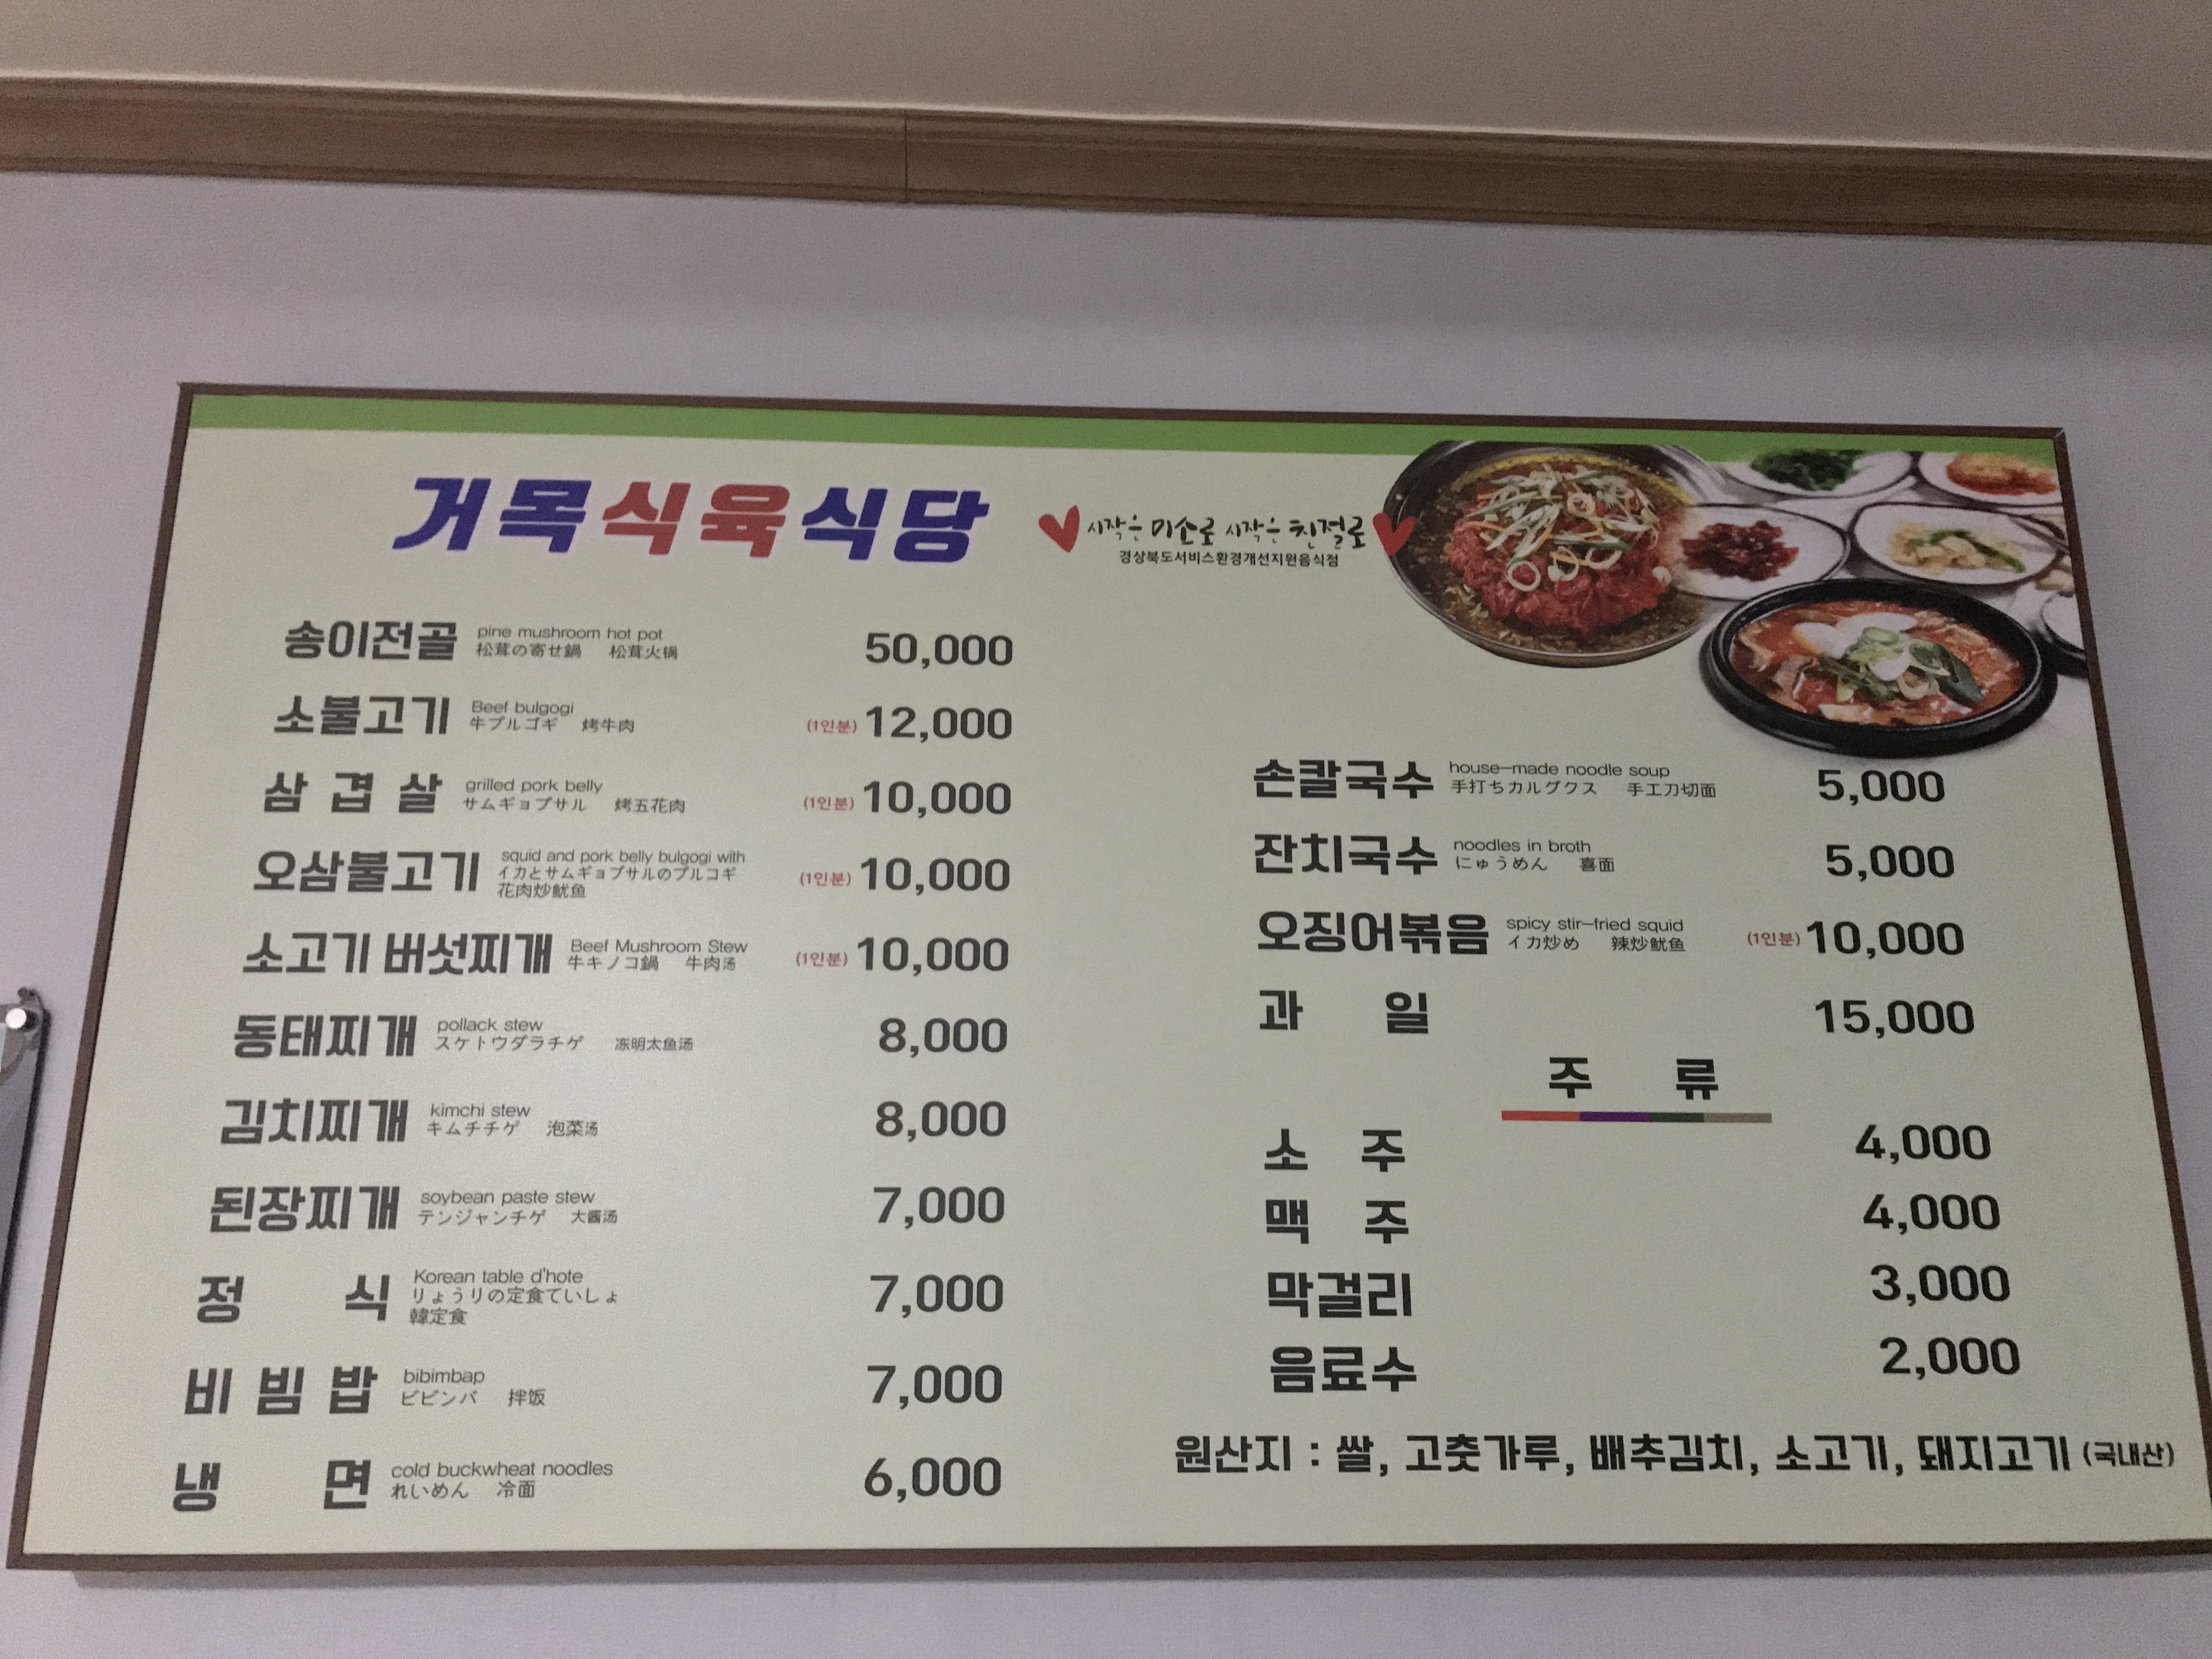 거목식육식당
시작은 미소로 시작은 친절로
경상북도서비스환경개선지원음식점
송이전골 pine mushroom hot pot 50,000
松茸の寄せ鍋 松茸火锅
소불고기 Beef bulgogi (1인분) 12,000
牛プルゴギ 烤牛肉
삼겹살 grilled pork belly (1인분) 10,000
サムギョプサル 烤五花肉
오삼불고기 squid and pork belly bulgogi with (1인분) 10,000
イカとサムギョプサルのプルコギ
花肉炒魷鱼
소고기 버섯찌개 Beef Mushroom Stew (1인분) 10,000
牛キノコ鍋 牛肉汤
동태찌개 pollack stew 8,000
スケトウダラチゲ 冻明太鱼汤
김치찌개 kimchi stew 8,000
キムチチゲ 泡菜汤
된장찌개 soybean paste stew 7,000
テンジャンチゲ 大酱汤
정식 Korean table d'hote 7,000
りょうりの定食ていしょ
韓定食
비빔밥 bibimbap 7,000
ビビンバ 拌饭
냉면 cold buckwheat noodles 6,000
れいめん 冷面
손칼국수 house-made noodle soup 5,000
手打ちカルグクス 手工刀切面
잔치국수 noodles in broth 5,000
にゅうめん 喜面
오징어볶음 spicy stir-fried squid (1인분) 10,000
イカ炒め 辣炒魷鱼
과일 15,000
주류
소주 4,000
맥주 4,000
막걸리 3,000
음료수 2,000
원산지 : 쌀, 고춧가루, 배추김치, 소고기, 돼지고기 (국내산)